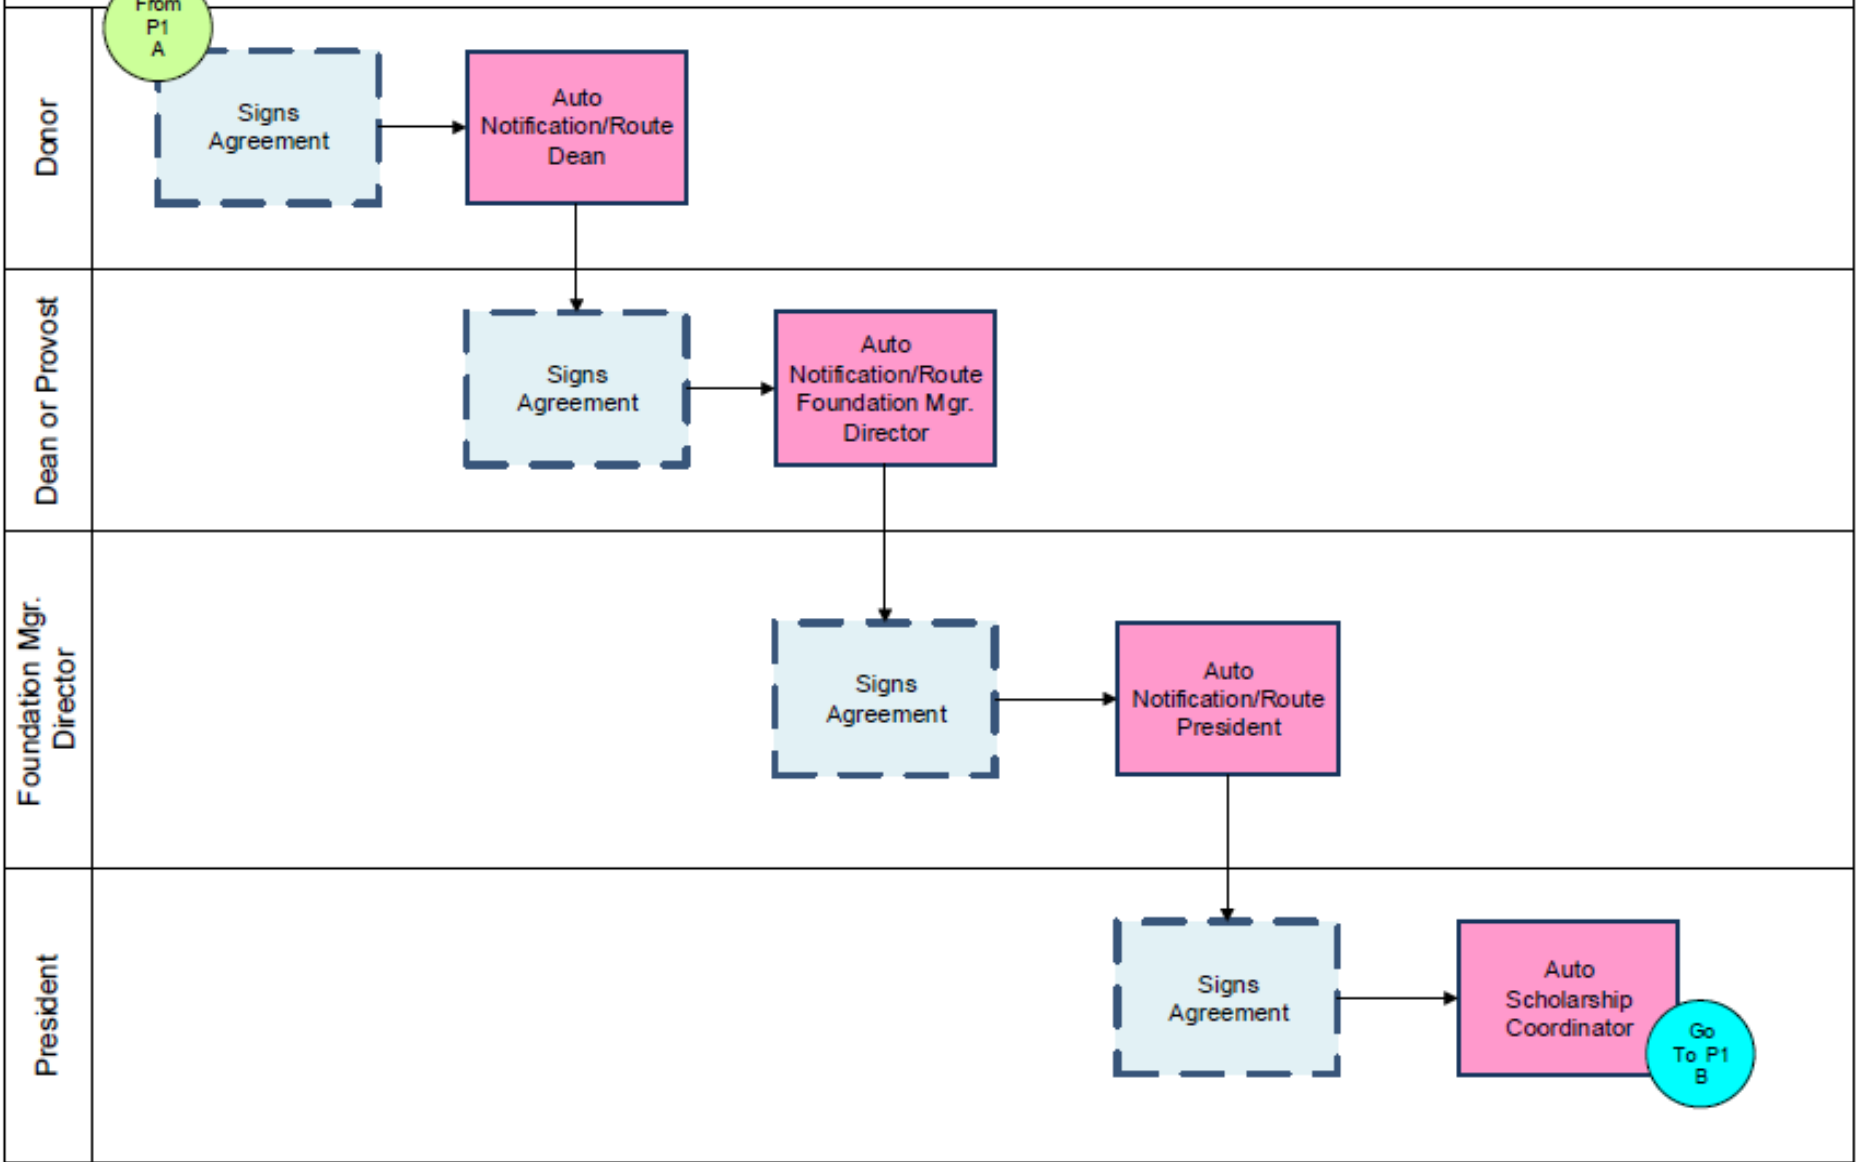 From
P1
A
Donor
Signs
Agreement
Auto
Notification/Route
Dean
Dean or Provost
Signs
Agreement
Auto
Notification/Route
Foundation Mgr.
Director
Foundation Mgr.
Director
Signs
Agreement
Auto
Notification/Route
President
President
Signs
Agreement
Auto
Scholarship
Coordinator
Go
To P1
B